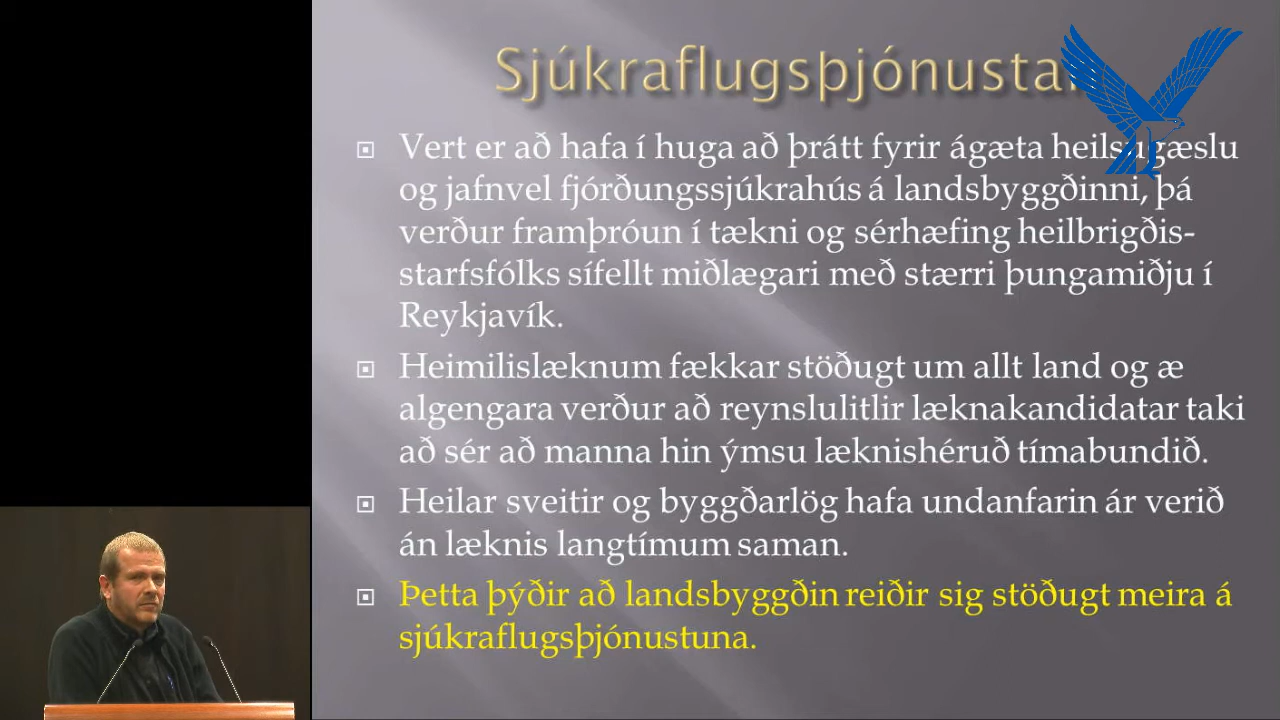 Sjúkraflugsþjónustan
Vert er að hafa í huga að þrátt fyrir ágæta heilsugæslu
og jafnvel fjórðungssjúkrahús á landsbyggðinni, þá
verður framþróun í tækni og sérhæfing heilbrigðis-
starfsfólks sífellt miðlægari með stærri þungamiðju í
Reykjavík.
Heimilislæknum fækkar stöðugt um allt land og æ
algengara verður að reynslulitlir læknakandidatar taki
að sér að manna hin ýmsu læknishéruð tímabundið.
Heilar sveitir og byggðarlög hafa undanfarin ár verið
án læknis langtímum saman.
Þetta þýðir að landsbyggðin reiðir sig stöðugt meira á
sjúkraflugsþjónustuna.